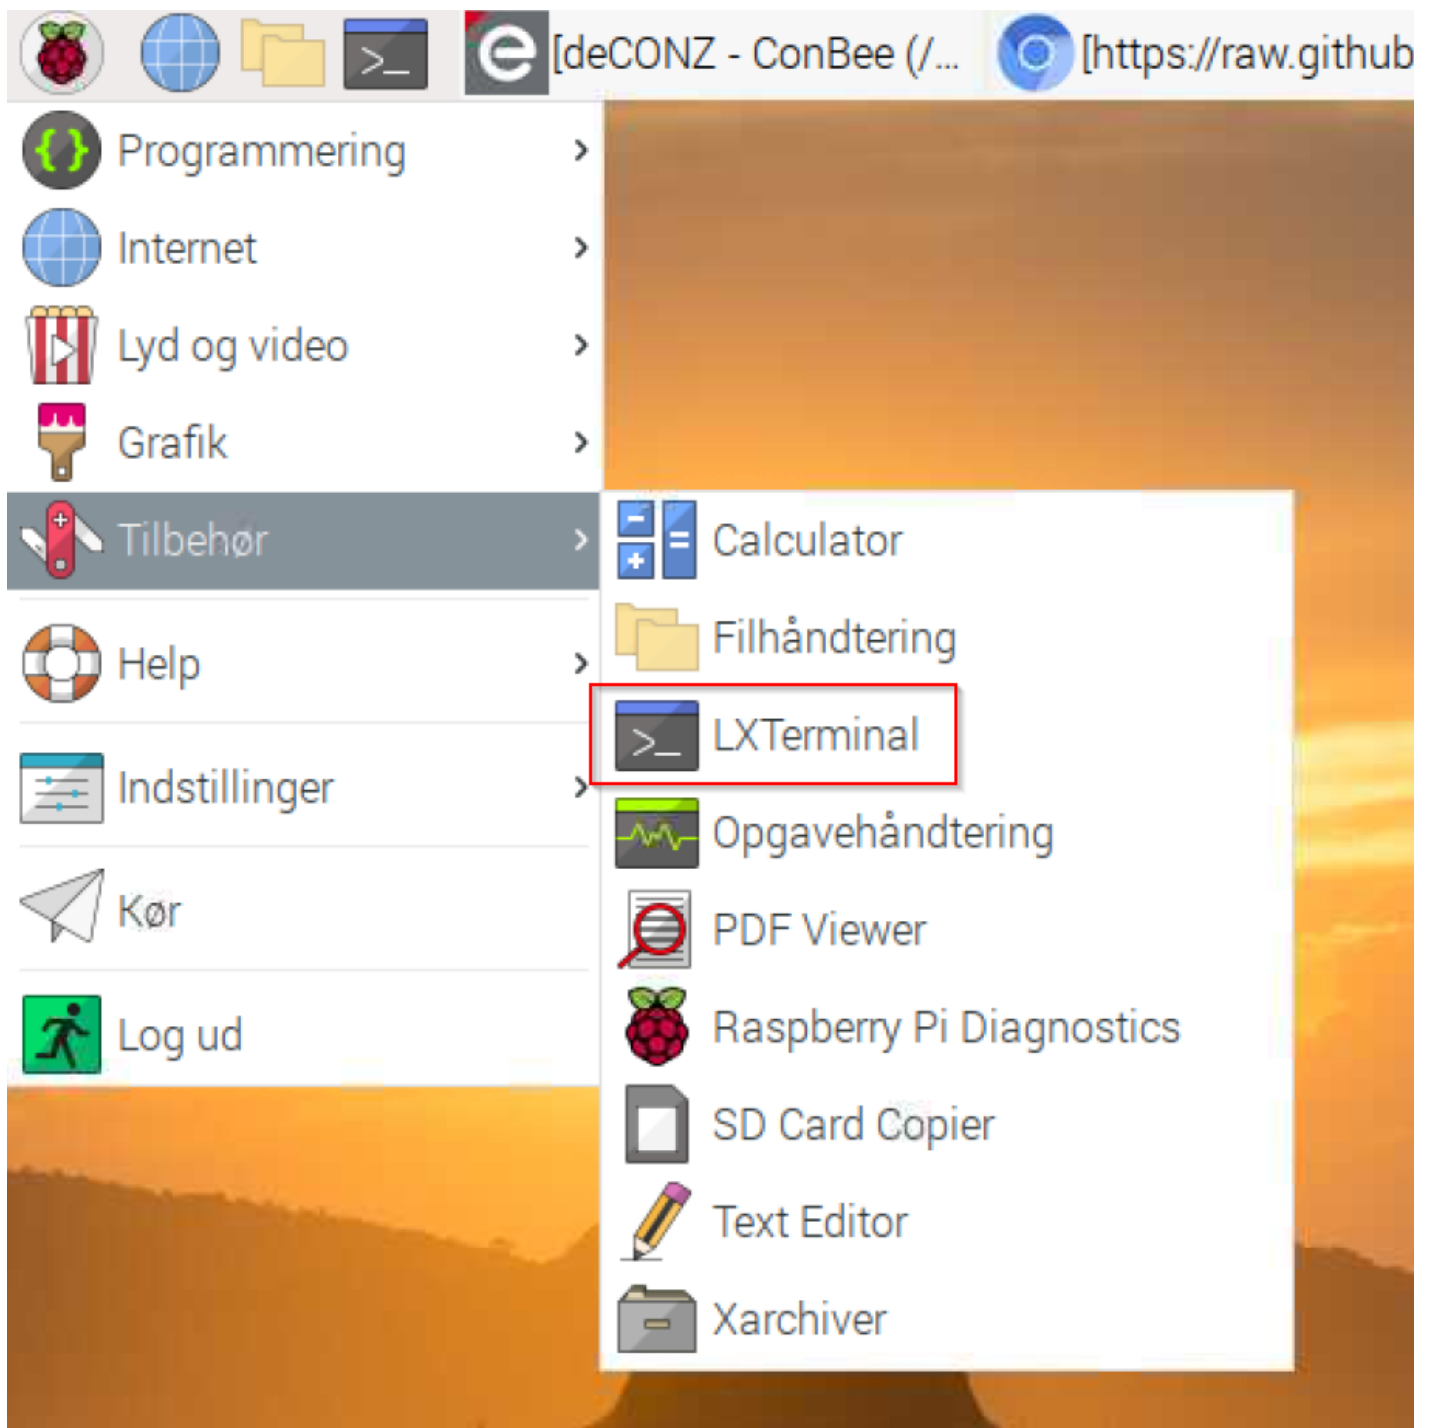 [deCONZ - ConBee (/... [https://raw.github
Programmering
Internet
Lyd og video
Grafik
Tilbehør
Help
Indstillinger
Kør
Log ud
Calculator
Filhåndtering
LXTerminal
Opgavehåndtering
PDF Viewer
Raspberry Pi Diagnostics
SD Card Copier
Text Editor
Xarchiver